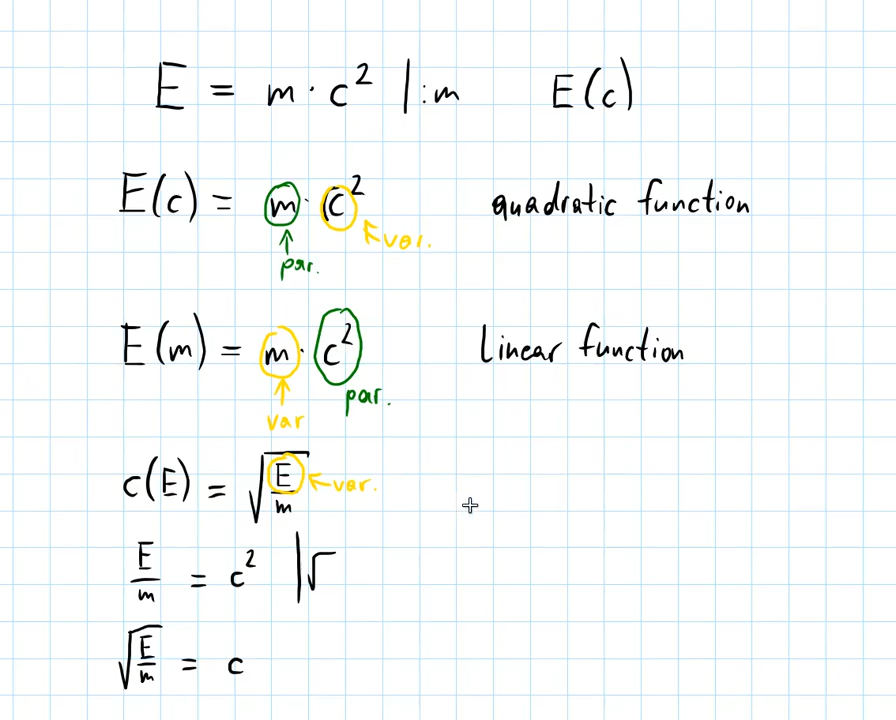 E = m · c² | :m E(c)
E(c) = m · c² quadratic function
← var.
↑
par.
E(m) = m · c² linear function
↑ par.
var
c(E) = √(E/m) ← var.
E/m = c² | √
√(E/m) = c